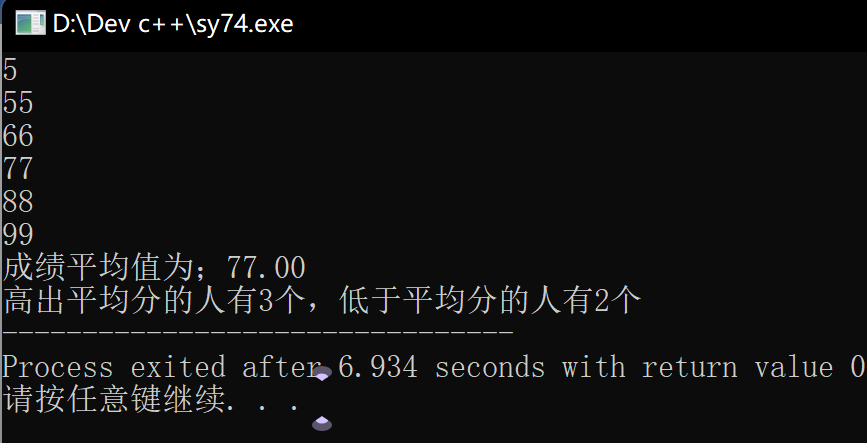 D:\Dev c++\sy74.exe
5
55
66
77
88
99
成绩平均值为；77.00
高出平均分的人有3个，低于平均分的人有2个
--------------------------------
Process exited after 6.934 seconds with return value 0
请按任意键继续. . .